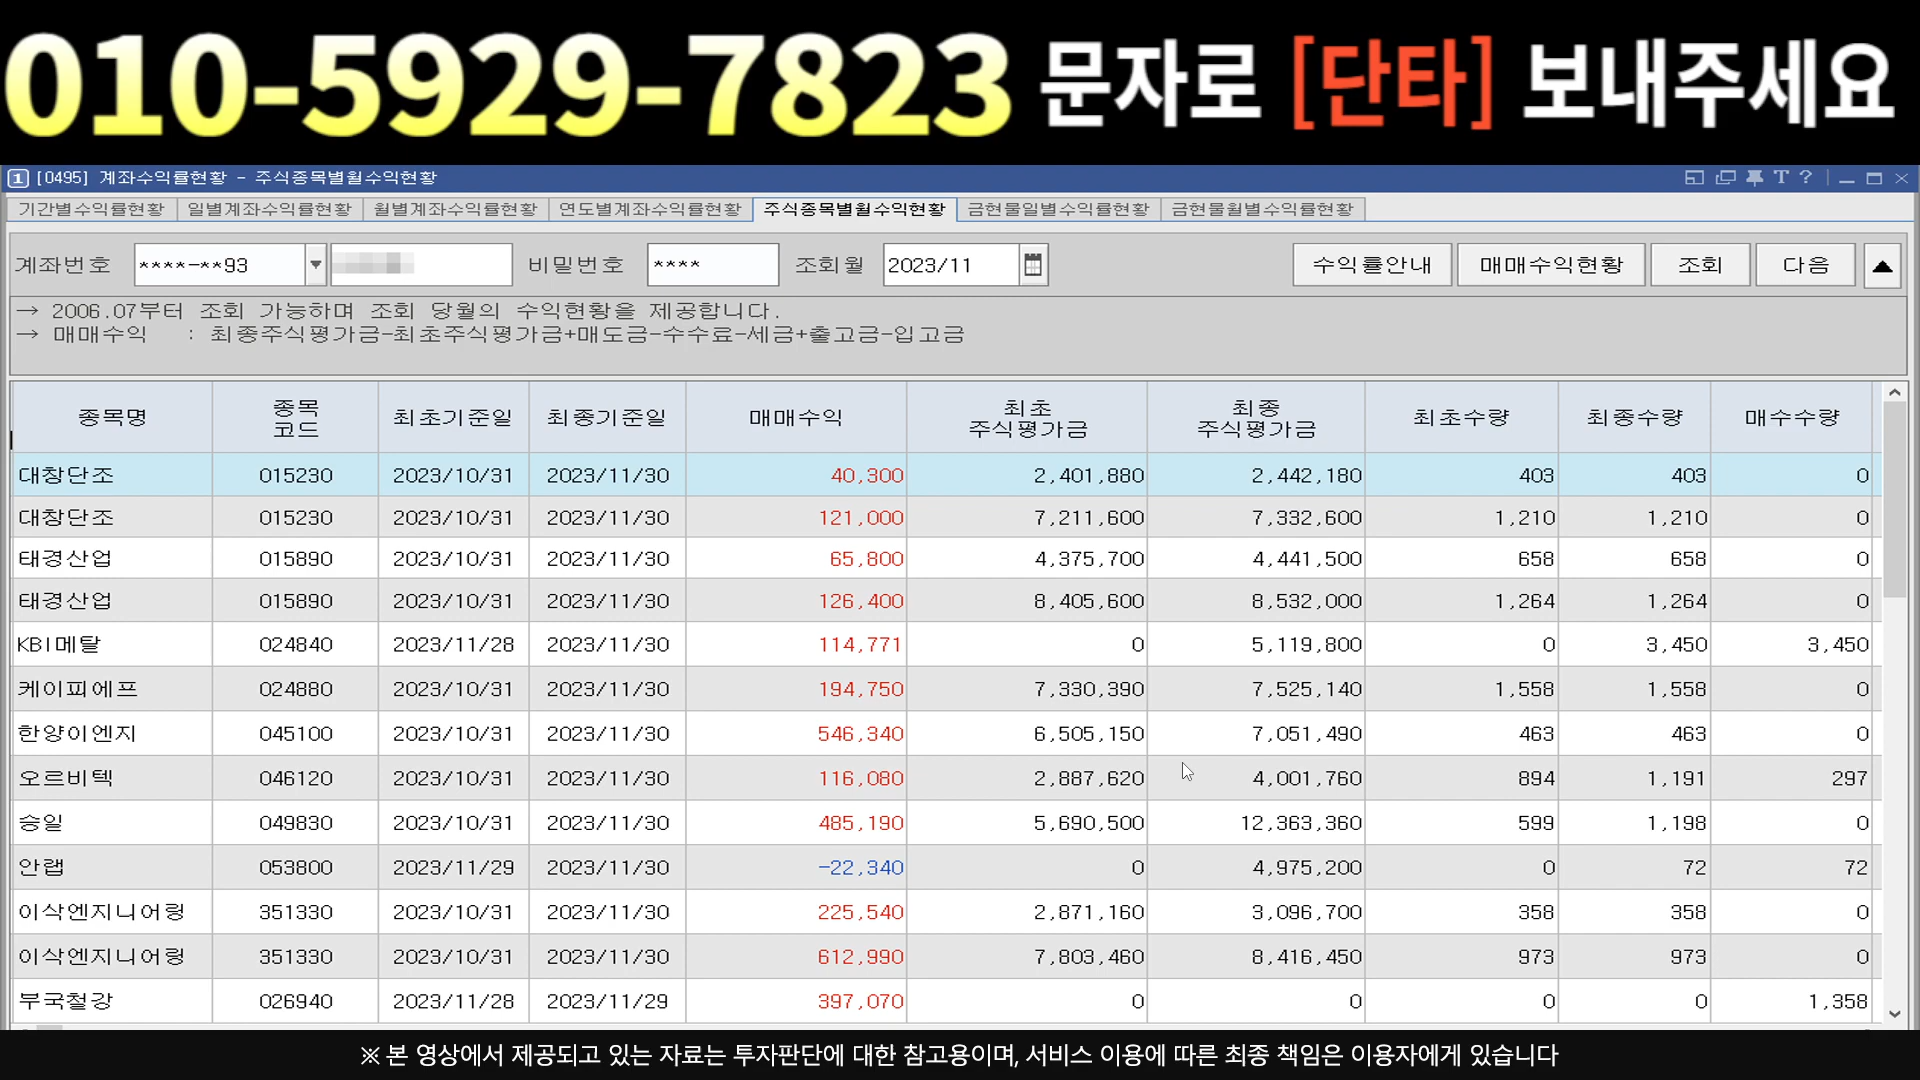 010-5929-7823 문자로 [단타] 보내주세요
1 [0495] 계좌수익률현황 - 주식종목별월수익현황
기간별수익률현황 일별계좌수익률현황 월별계좌수익률현황 연도별계좌수익률현황 주식종목별월수익현황 금현물일별수익률현황 금현물월별수익률현황
계좌번호 ****-**93 비밀번호 **** 조회월 2023/11 수익률안내 매매수익현황 조회 다음 ▲
→ 2006.07부터 조회 가능하며 조회 당월의 수익현황을 제공합니다.
→ 매매수익 : 최종주식평가금-최초주식평가금+매도금-수수료-세금+출고금-입고금
종목명 종목코드 최초기준일 최종기준일 매매수익 최초주식평가금 최종주식평가금 최초수량 최종수량 매수수량
대창단조 015230 2023/10/31 2023/11/30 40,300 2,401,880 2,442,180 403 403 0
대창단조 015230 2023/10/31 2023/11/30 121,000 7,211,600 7,332,600 1,210 1,210 0
태경산업 015890 2023/10/31 2023/11/30 65,800 4,375,700 4,441,500 658 658 0
태경산업 015890 2023/10/31 2023/11/30 126,400 8,405,600 8,532,000 1,264 1,264 0
KBI메탈 024840 2023/11/28 2023/11/30 114,771 0 5,119,800 0 3,450 3,450
케이피에프 024880 2023/10/31 2023/11/30 194,750 7,330,390 7,525,140 1,558 1,558 0
한양이엔지 045100 2023/10/31 2023/11/30 546,340 6,505,150 7,051,490 463 463 0
오르비텍 046120 2023/10/31 2023/11/30 116,080 2,887,620 4,001,760 894 1,191 297
승일 049830 2023/10/31 2023/11/30 485,190 5,690,500 12,363,360 599 1,198 0
안랩 053800 2023/11/29 2023/11/30 -22,340 0 4,975,200 0 72 72
이삭엔지니어링 351330 2023/10/31 2023/11/30 225,540 2,871,160 3,096,700 358 358 0
이삭엔지니어링 351330 2023/10/31 2023/11/30 612,990 7,803,460 8,416,450 973 973 0
부국철강 026940 2023/11/28 2023/11/29 397,070 0 0 0 0 1,358
※ 본 영상에서 제공되고 있는 자료는 투자판단에 대한 참고용이며, 서비스 이용에 따른 최종 책임은 이용자에게 있습니다